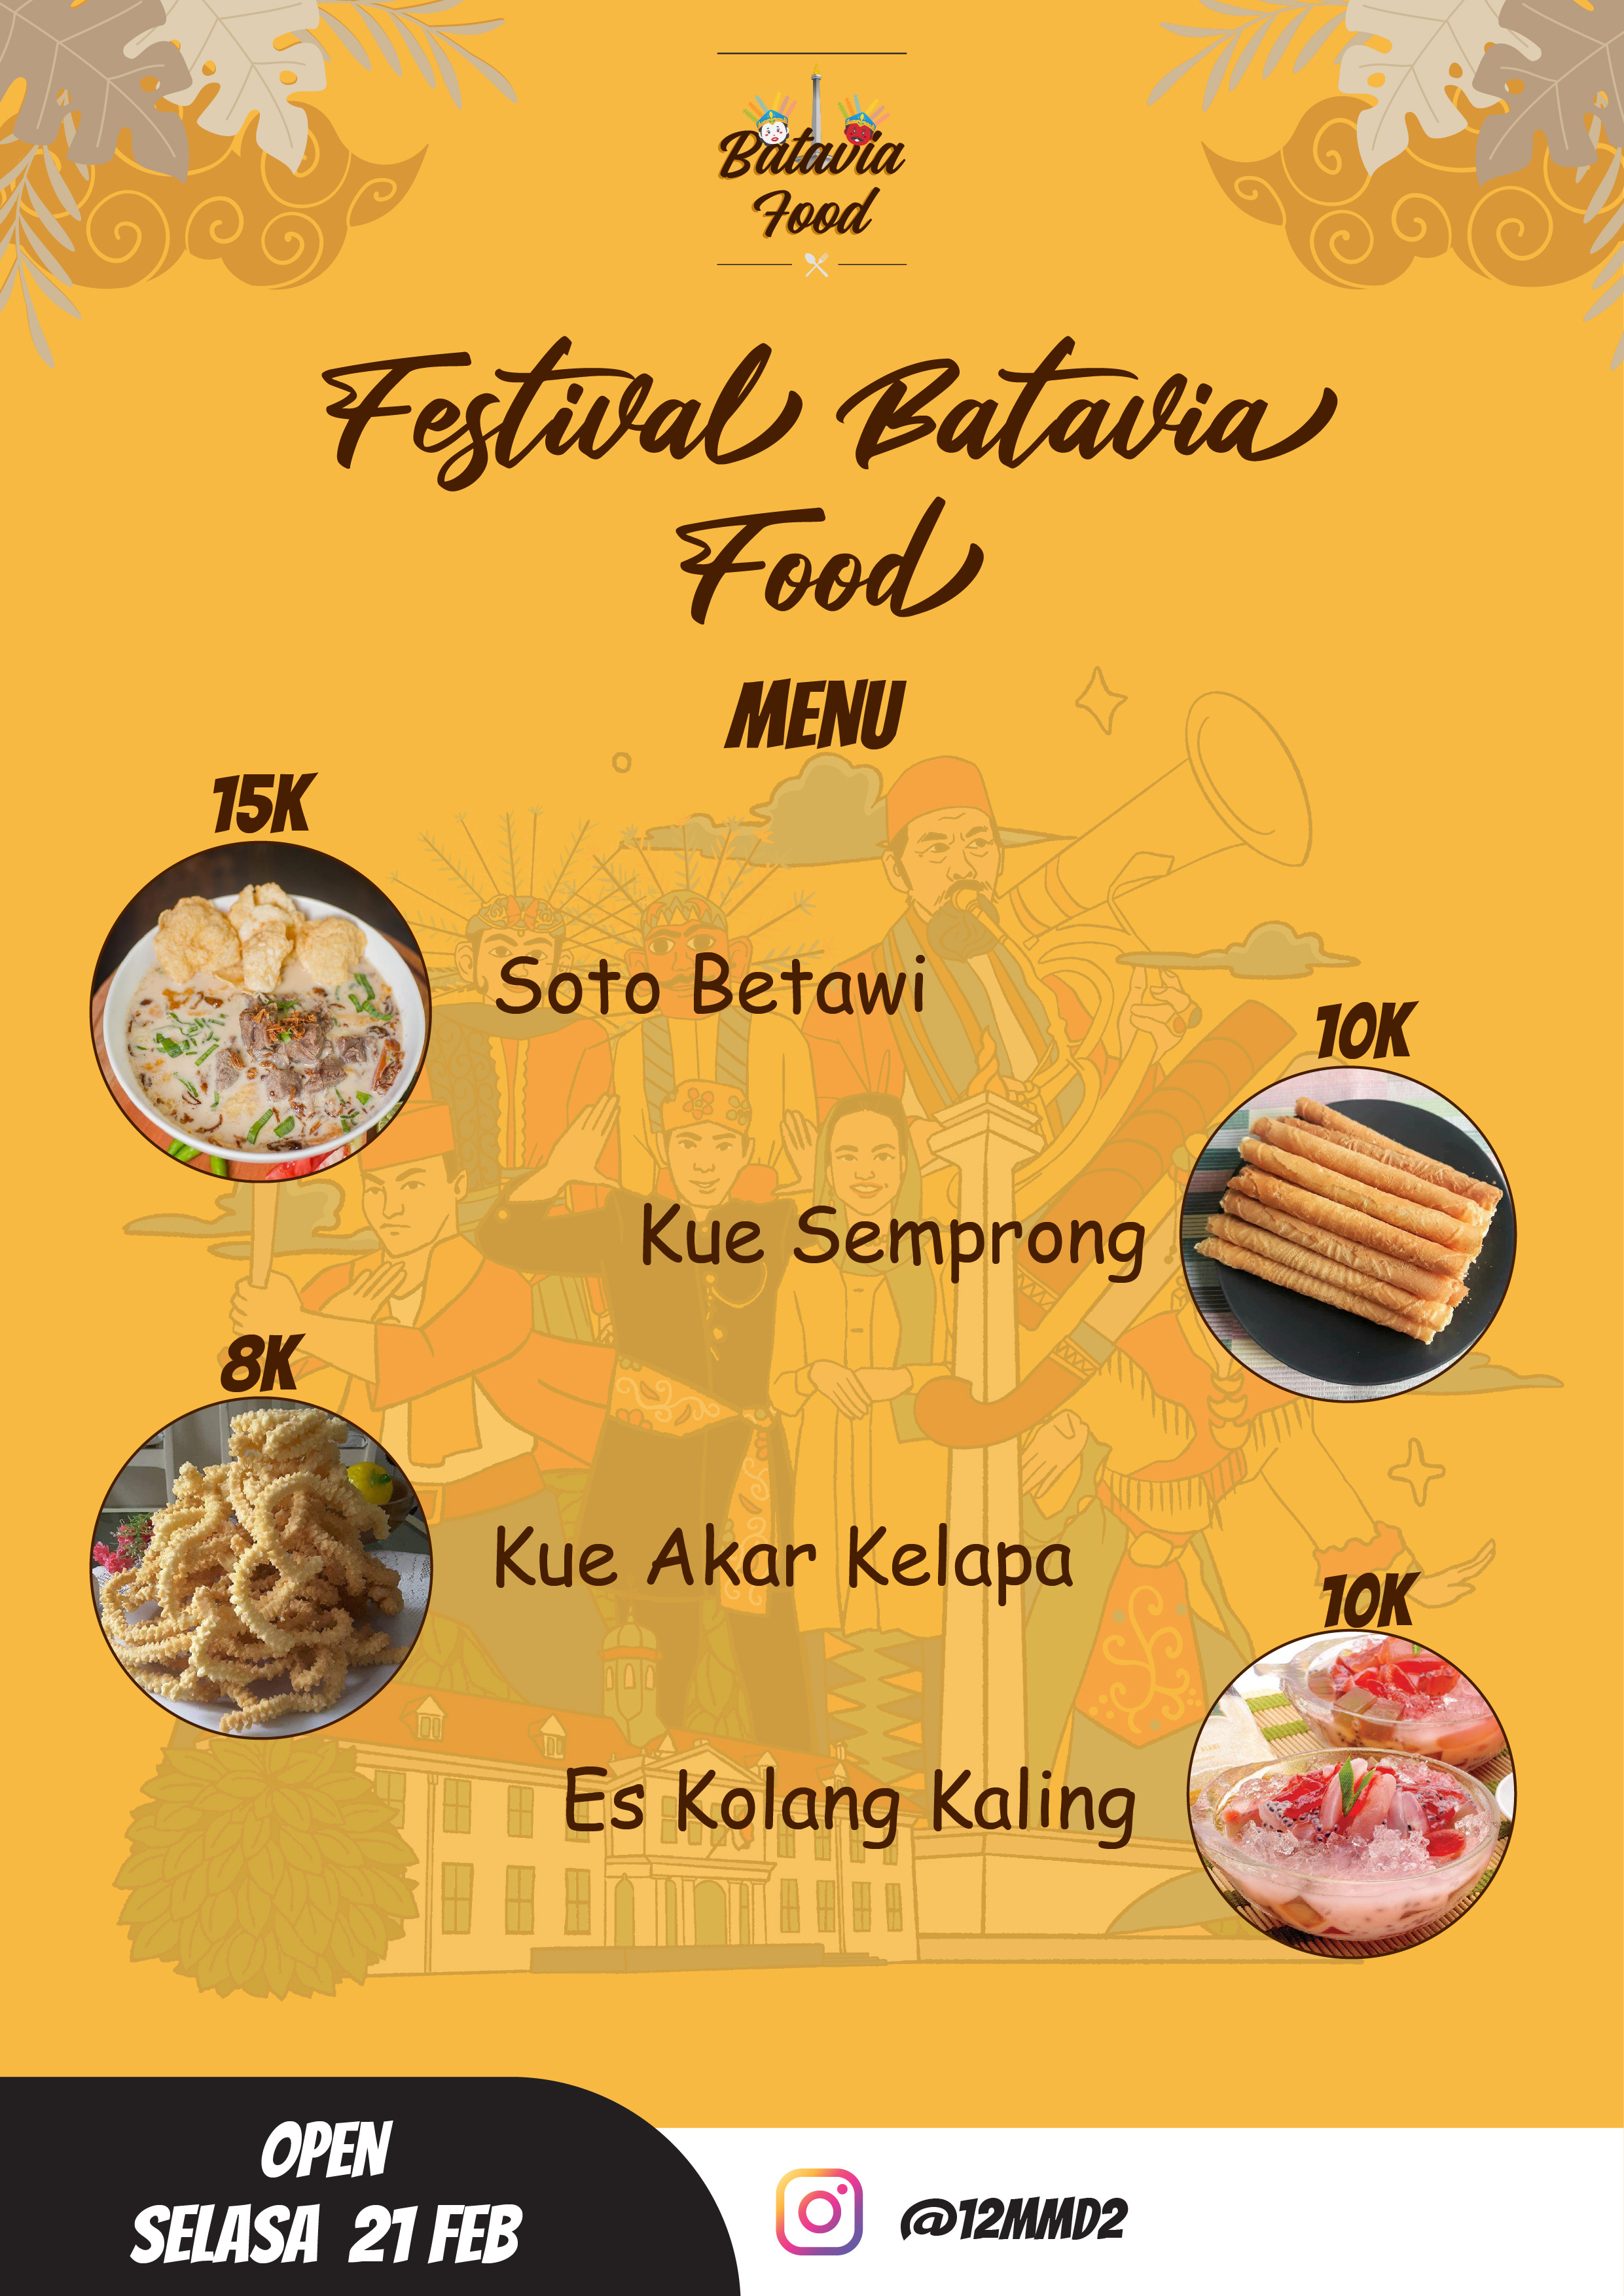 Batavia
Food
Festival Batavia
Food
MENU
15K
Soto Betawi
10K
Kue Semprong
8K
Kue Akar Kelapa
10K
Es Kolang Kaling
OPEN
SELASA 21 FEB
@12MMD2